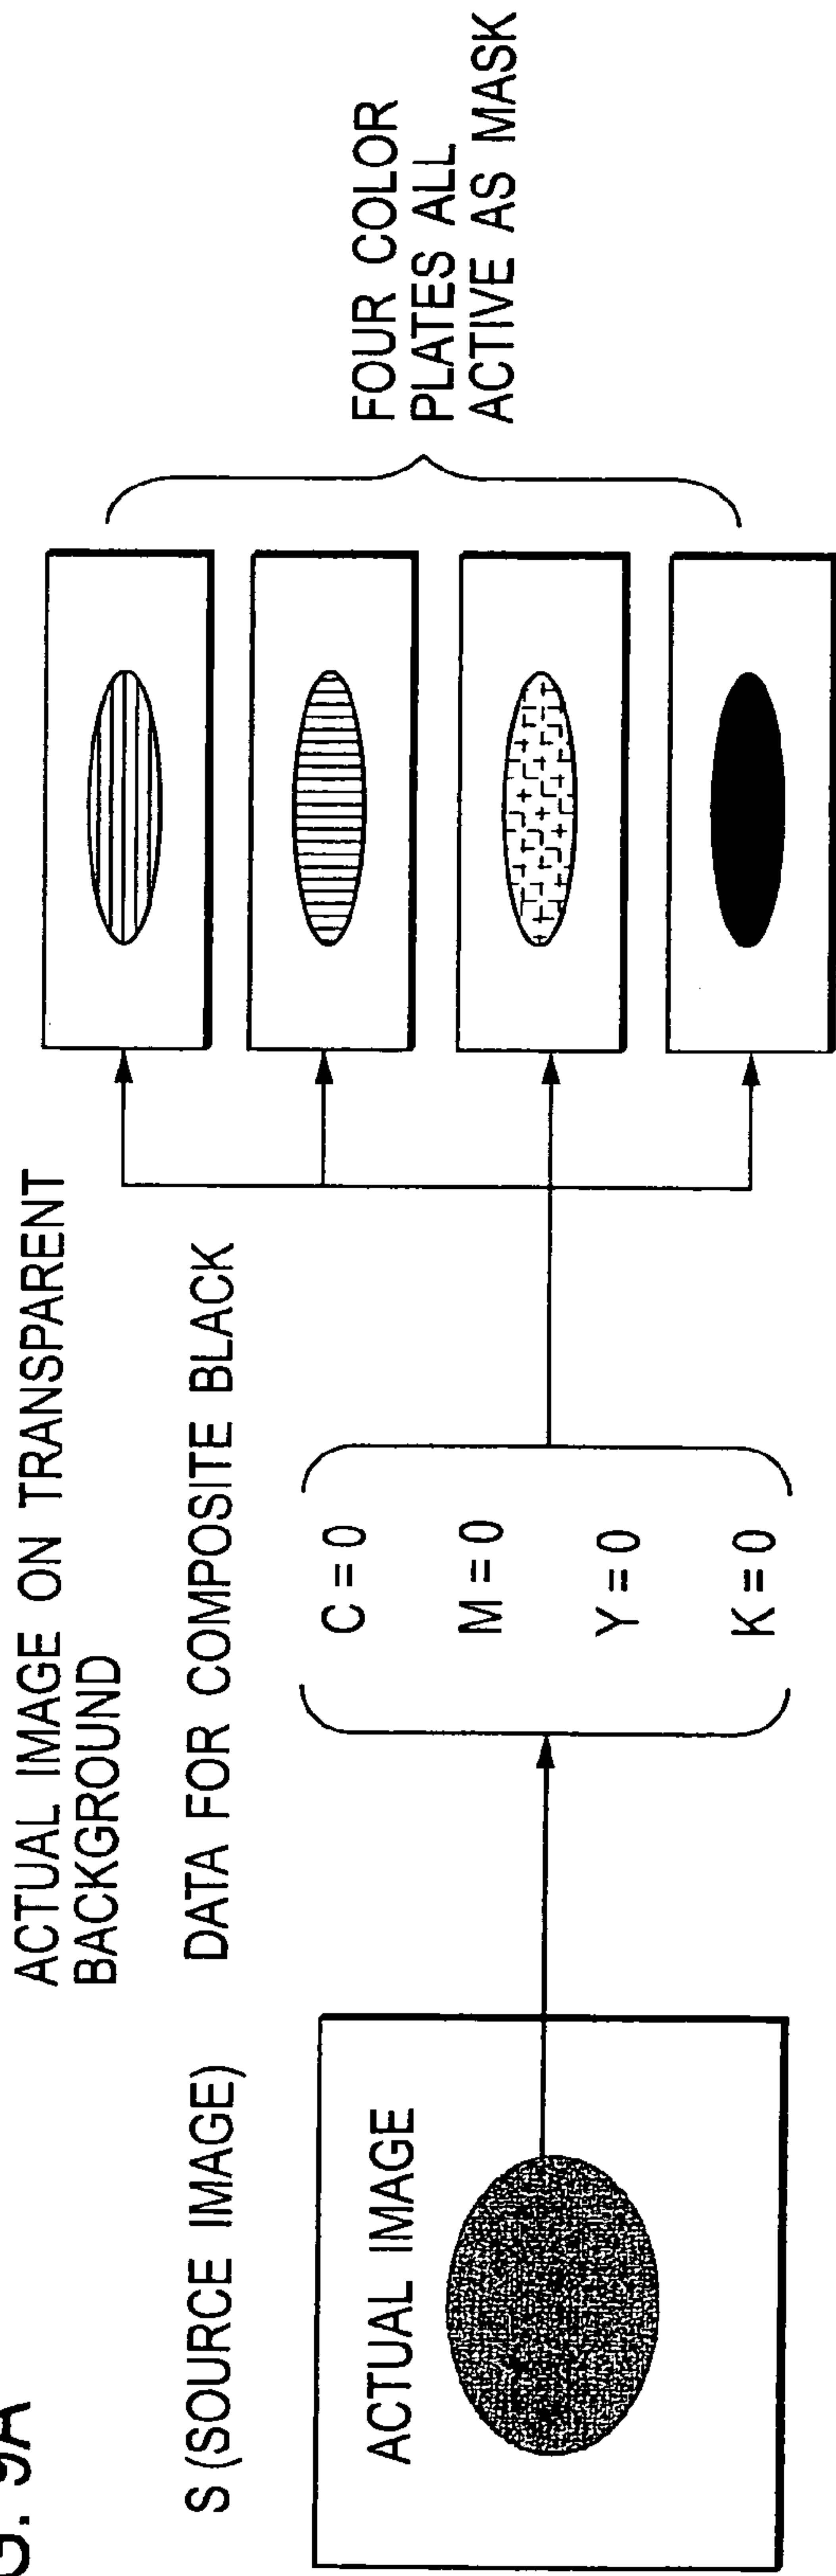 G. 9A
ACTUAL IMAGE ON TRANSPARENT
BACKGROUND
S (SOURCE IMAGE)
DATA FOR COMPOSITE BLACK
ACTUAL IMAGE
C = 0
M = 0
Y = 0
K = 0
FOUR COLOR
PLATES ALL
ACTIVE AS MASK